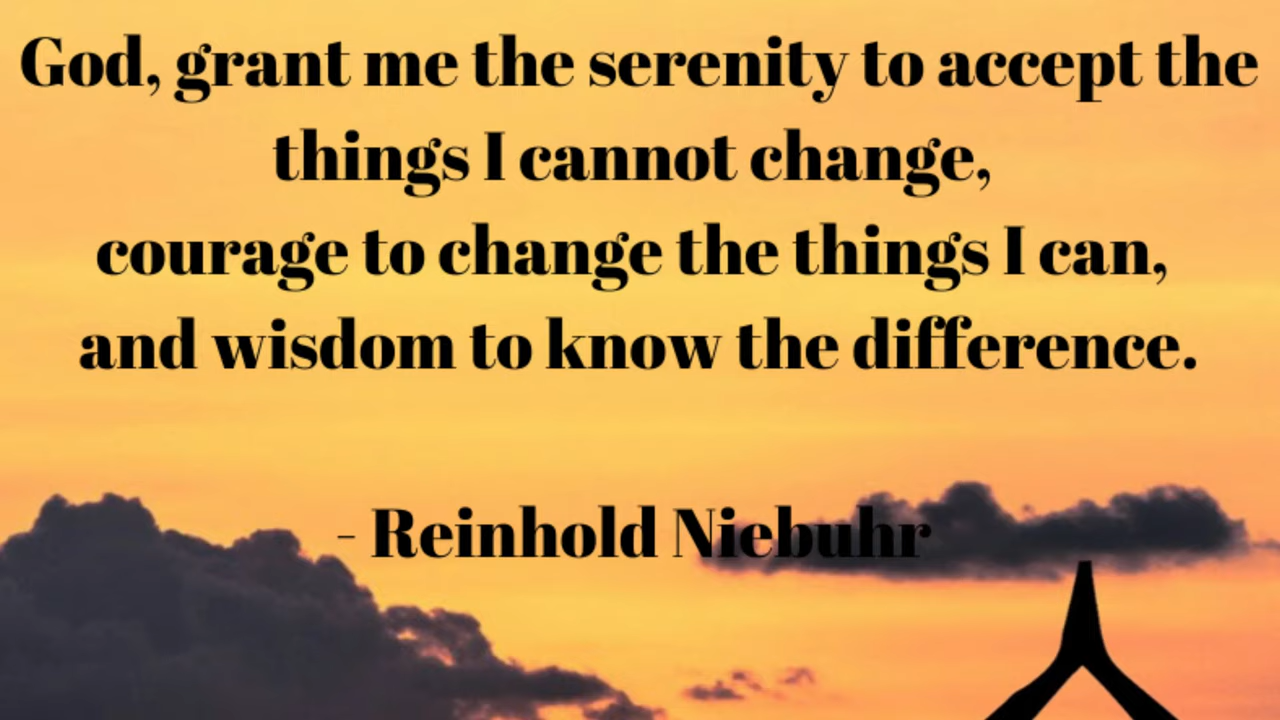 God, grant me the serenity to accept the
things I cannot change,
courage to change the things I can,
and wisdom to know the difference.
- Reinhold Niebuhr